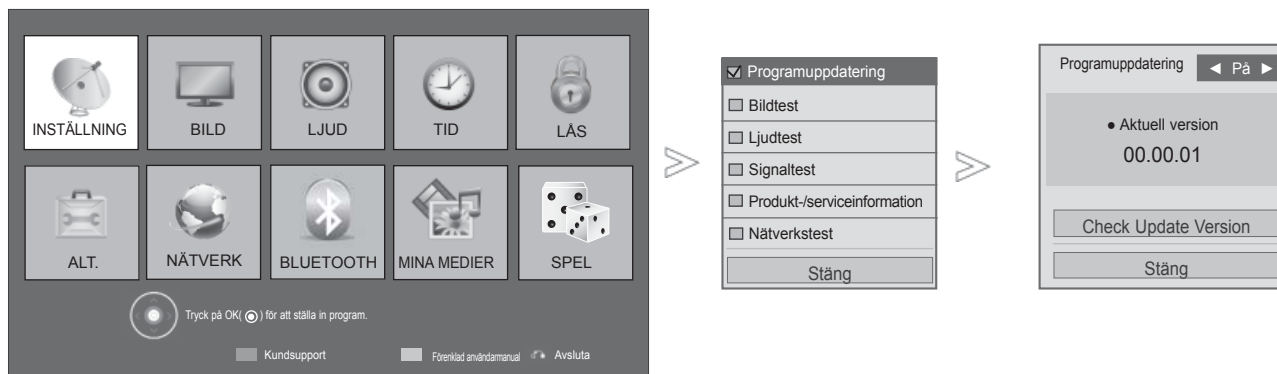 INSTÄLLNING
BILD
LJUD
TID
LÅS
ALT.
NÄTVERK
BLUETOOTH
MINA MEDIER
SPEL
Tryck på OK( ) för att ställa in program.
Kundsupport
Förenklad användarmanual
Avsluta
Programuppdatering
Bildtest
Ljudtest
Signaltest
Produkt-/serviceinformation
Nätverkstest
Stäng
Programuppdatering ◄ På ►
• Aktuell version
00.00.01
Check Update Version
Stäng